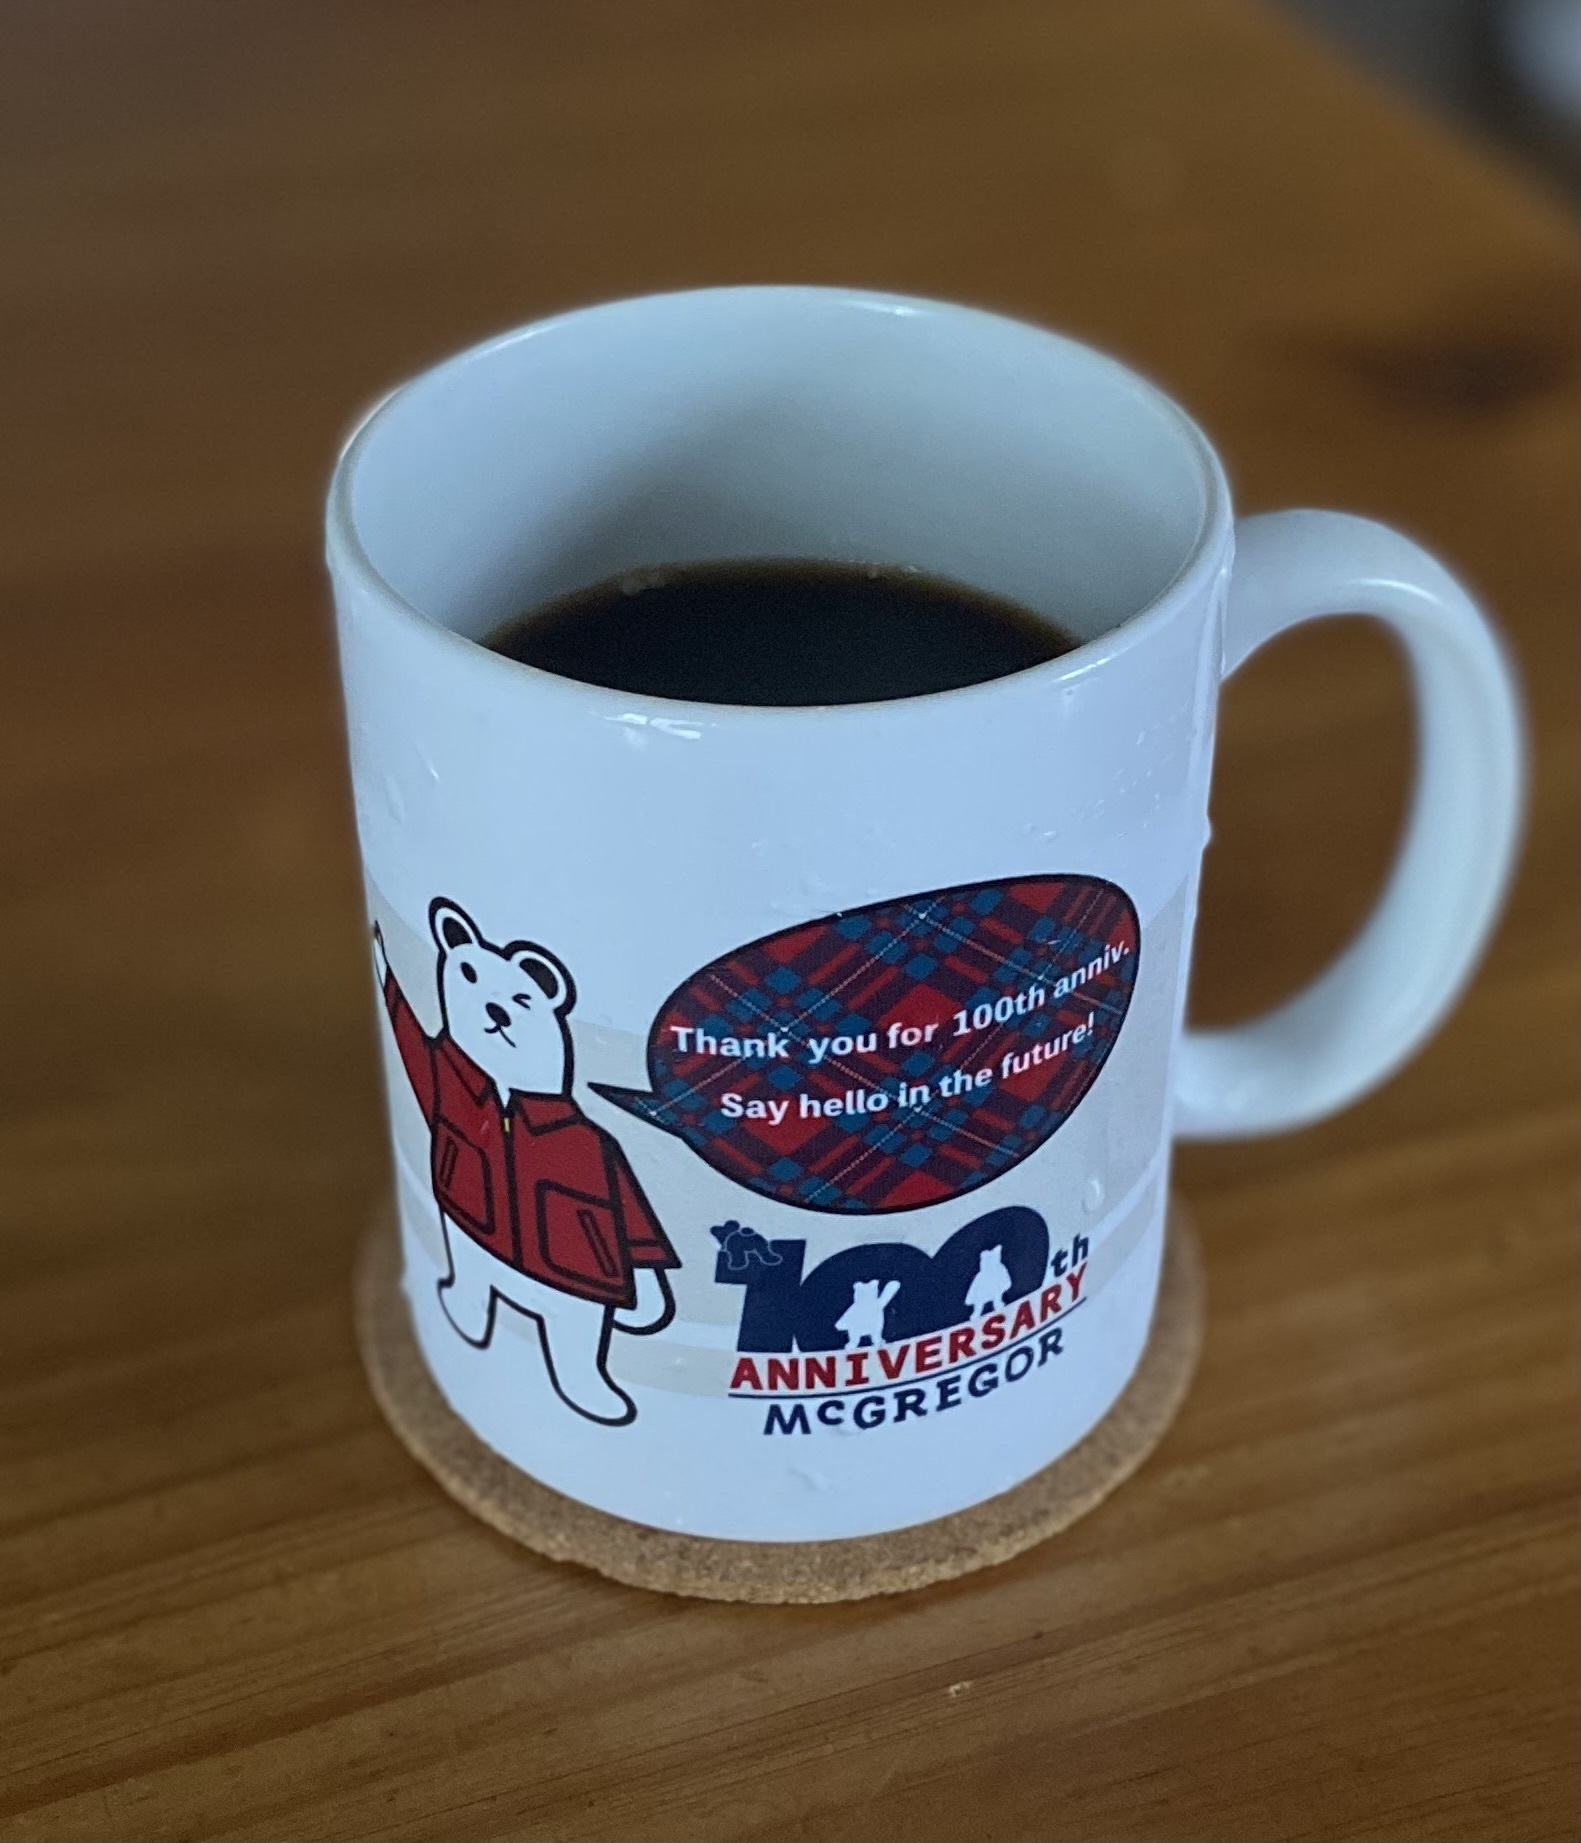 Thank you for 100th anniv.
Say hello in the future!
100th
ANNIVERSARY
McGREGOR